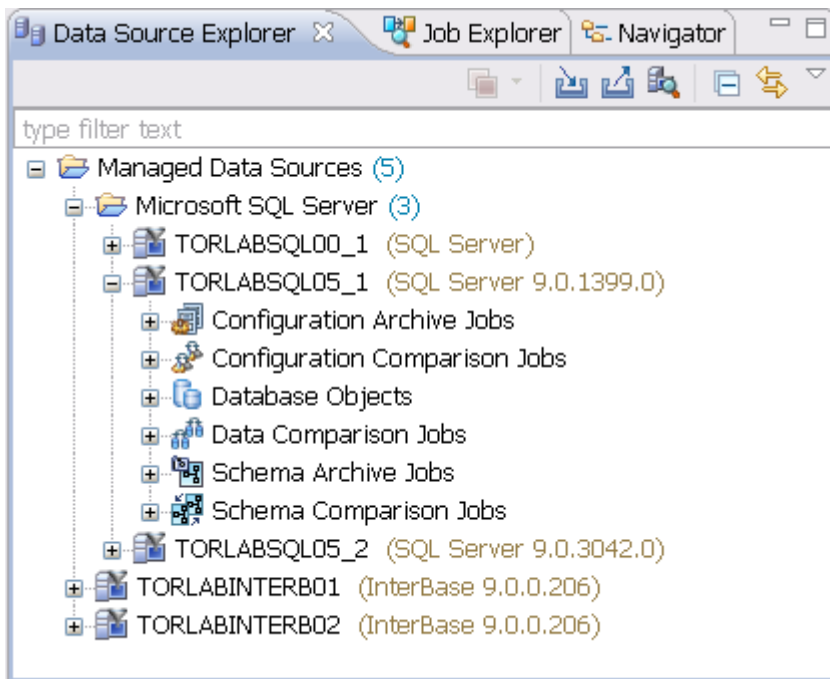 Data Source Explorer Job Explorer Navigator
type filter text
Managed Data Sources (5)
Microsoft SQL Server (3)
TORLABSQL00_1 (SQL Server)
TORLABSQL05_1 (SQL Server 9.0.1399.0)
Configuration Archive Jobs
Configuration Comparison Jobs
Database Objects
Data Comparison Jobs
Schema Archive Jobs
Schema Comparison Jobs
TORLABSQL05_2 (SQL Server 9.0.3042.0)
TORLABINTERB01 (InterBase 9.0.0.206)
TORLABINTERB02 (InterBase 9.0.0.206)